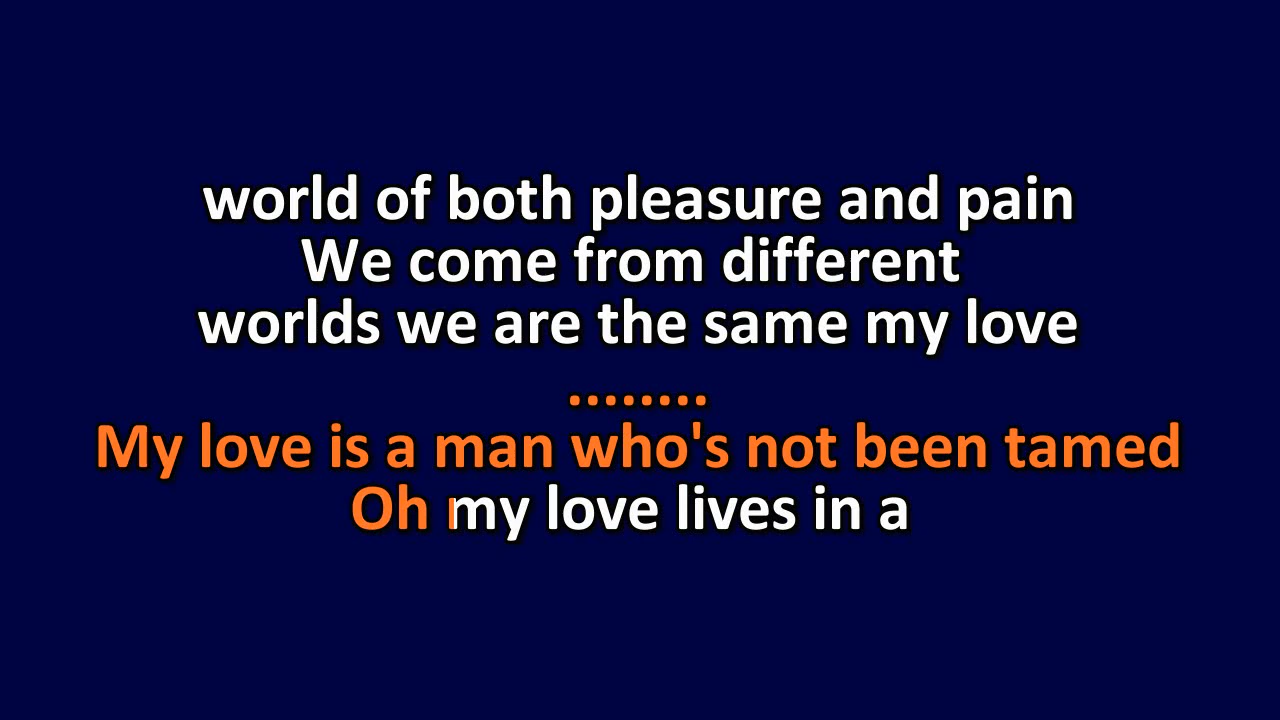 world of both pleasure and pain
We come from different
worlds we are the same my love
........
My love is a man who's not been tamed
Oh my love lives in a